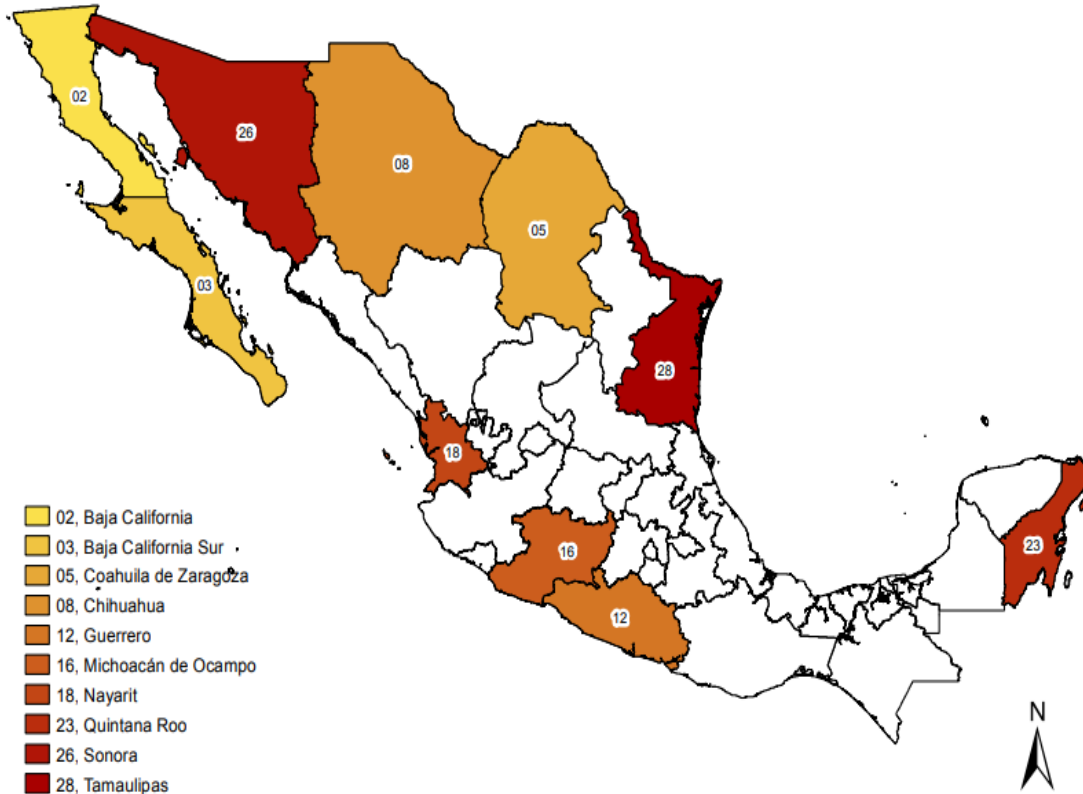 02
26
08
05
03
28
18
23
16
12
02, Baja California
03, Baja California Sur
05, Coahuila de Zaragoza
08, Chihuahua
12, Guerrero
16, Michoacán de Ocampo
18, Nayarit
23, Quintana Roo
26, Sonora
28, Tamaulipas
N